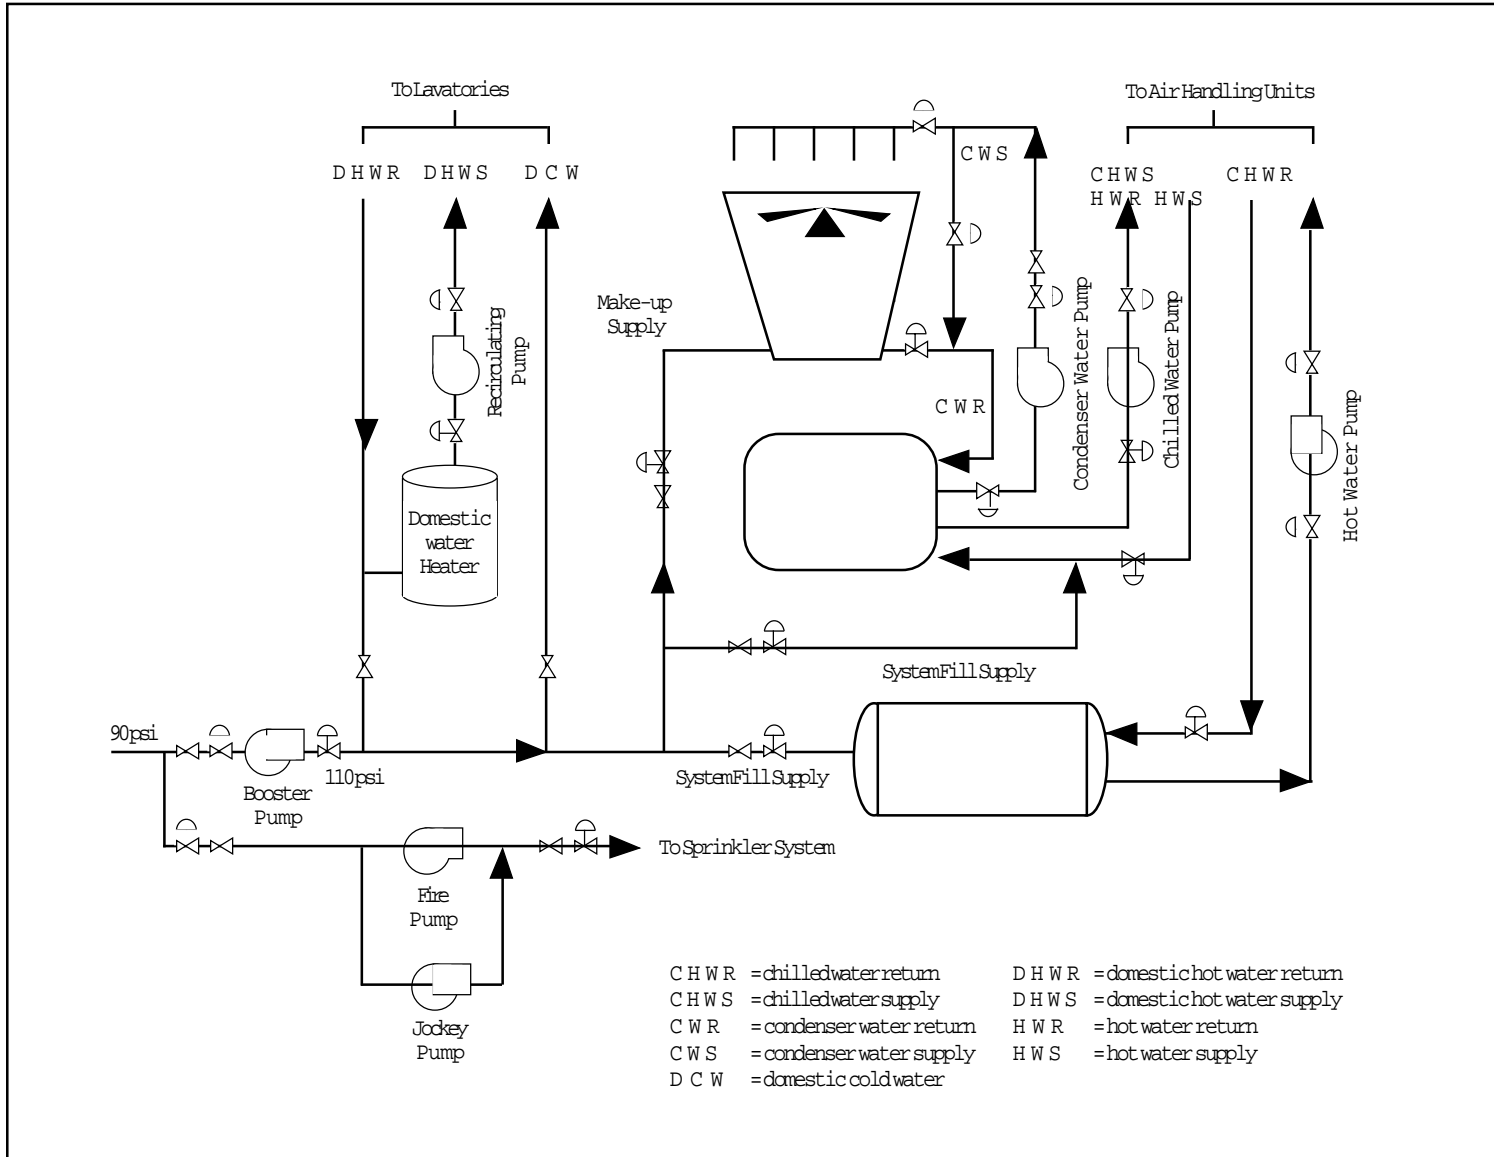 To Lavatories
To Air Handling Units
DHWR DHWS DCW
CWS
CHWS
HWR HWS
CHWR
Make-up
Supply
Recirculating
Pump
Condenser Water Pump
Chilled Water Pump
Hot Water Pump
CWR
Domestic
water
Heater
System Fill Supply
90 psi
110 psi
System Fill Supply
Booster
Pump
To Sprinkler System
Fire
Pump
Jockey
Pump
CHWR = chilled water return
CHWS = chilled water supply
CWR = condenser water return
CWS = condenser water supply
DCW = domestic cold water
DHWR = domestic hot water return
DHWS = domestic hot water supply
HWR = hot water return
HWS = hot water supply